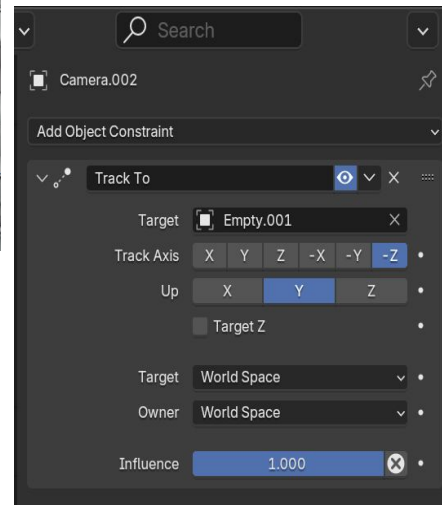 Search
Camera.002
Add Object Constraint
Track To
Target Empty.001
Track Axis X Y Z -X -Y -Z
Up X Y Z
Target Z
Target World Space
Owner World Space
Influence 1.000